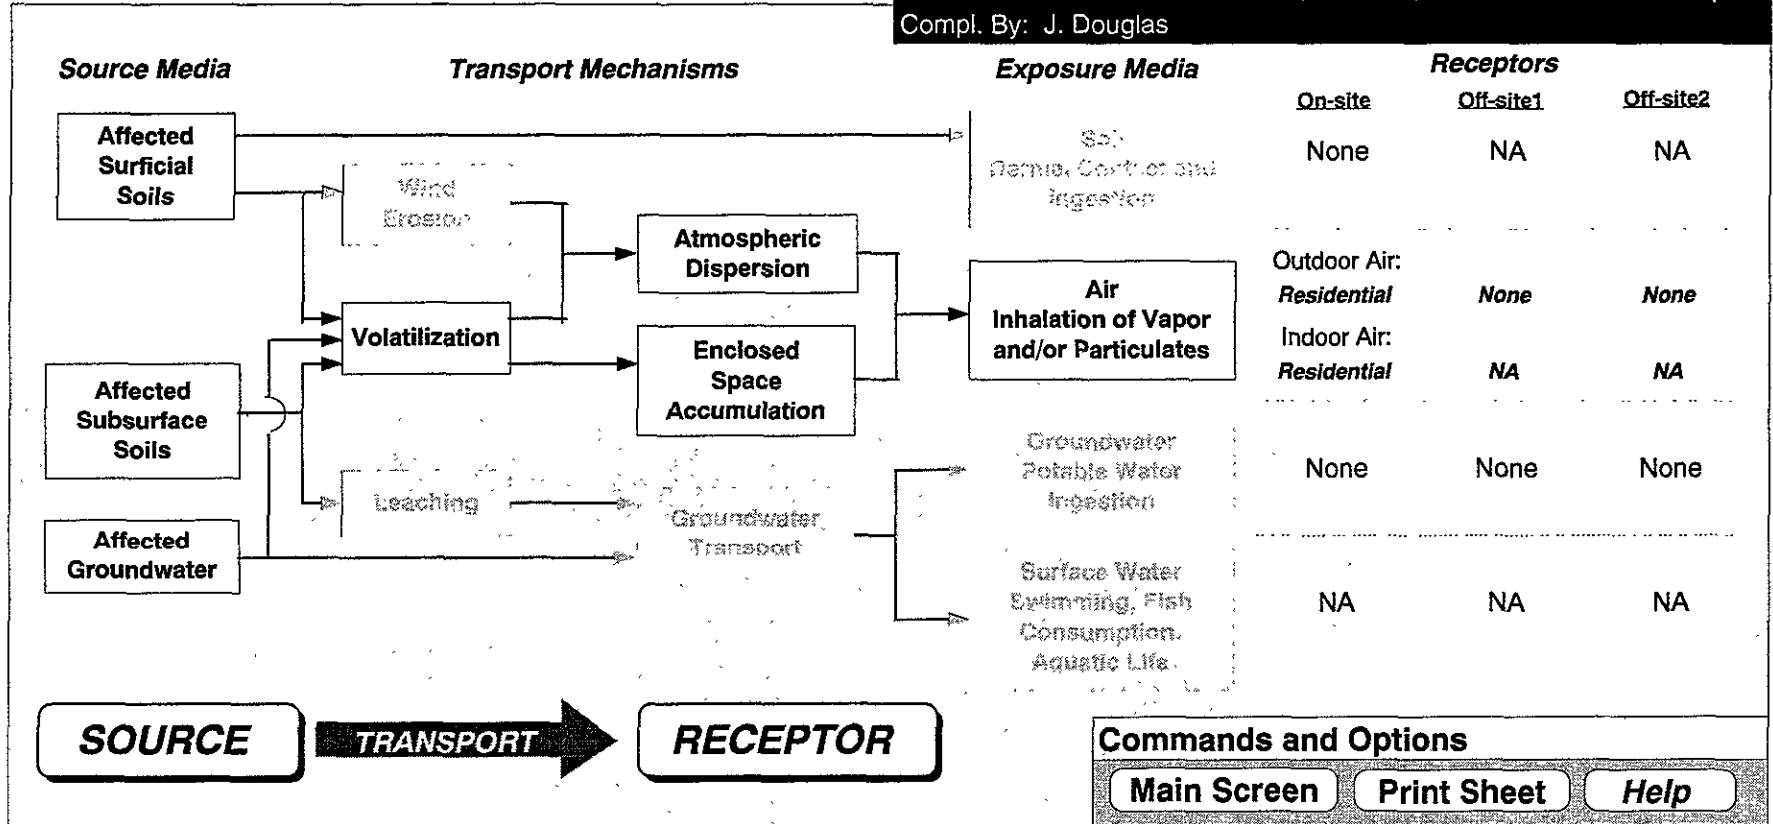 Compl. By: J. Douglas
Source Media
Transport Mechanisms
Exposure Media
Receptors
On-site Off-site1 Off-site2
Affected
Surficial
Soils
Wind
Erosion
Soil
Dermal Contact and
Ingestion
None NA NA
Atmospheric
Dispersion
Volatilization
Enclosed
Space
Accumulation
Air
Inhalation of Vapor
and/or Particulates
Outdoor Air:
Residential None None
Indoor Air:
Residential NA NA
Affected
Subsurface
Soils
Leaching
Groundwater
Transport
Groundwater
Potable Water
Ingestion
None None None
Affected
Groundwater
Surface Water
Swimming, Fish
Consumption,
Aquatic Life
NA NA NA
SOURCE
TRANSPORT
RECEPTOR
Commands and Options
Main Screen Print Sheet Help